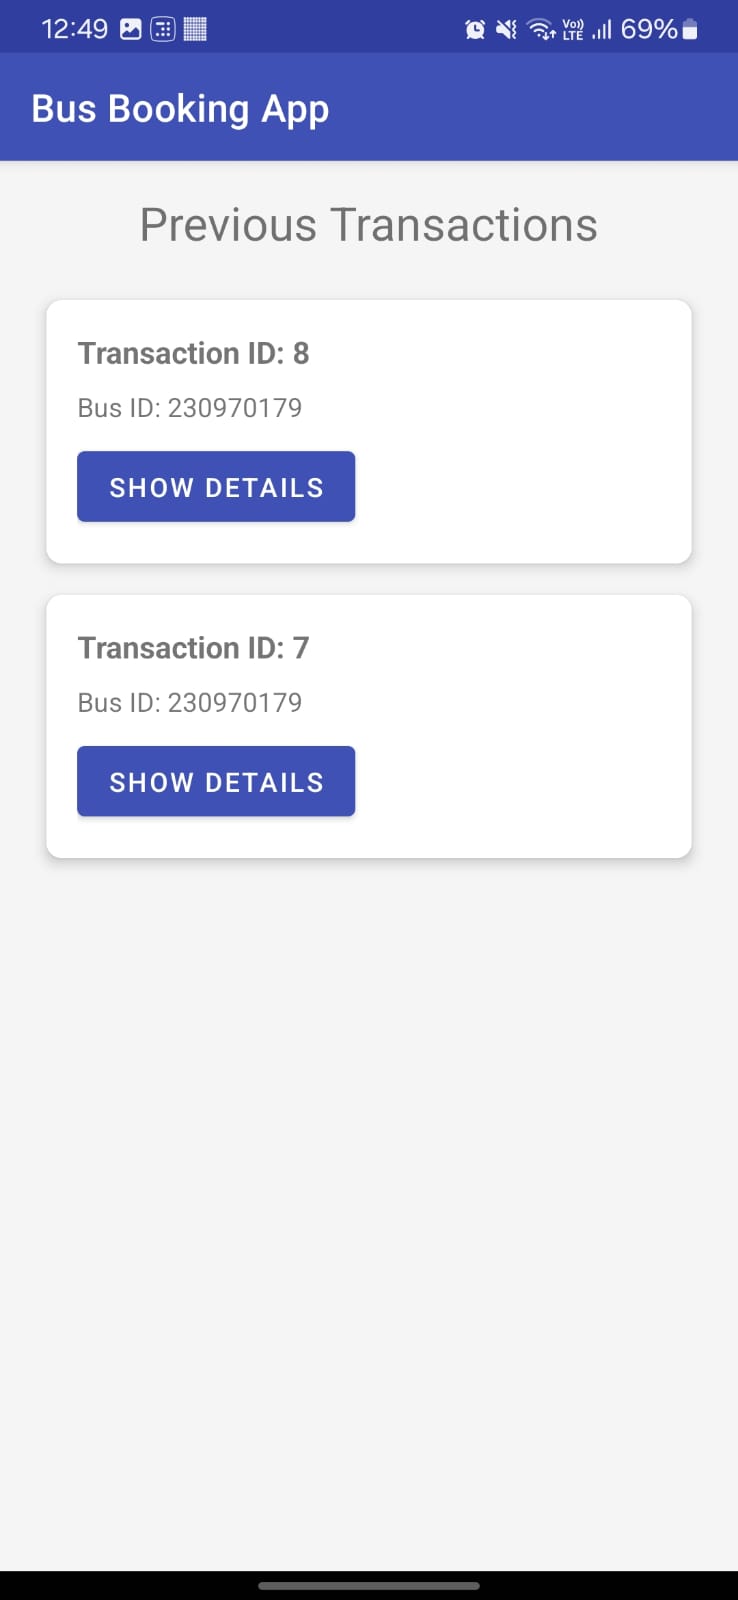 12:49 Vo)) LTE 69%
Bus Booking App
Previous Transactions
Transaction ID: 8
Bus ID: 230970179
SHOW DETAILS
Transaction ID: 7
Bus ID: 230970179
SHOW DETAILS